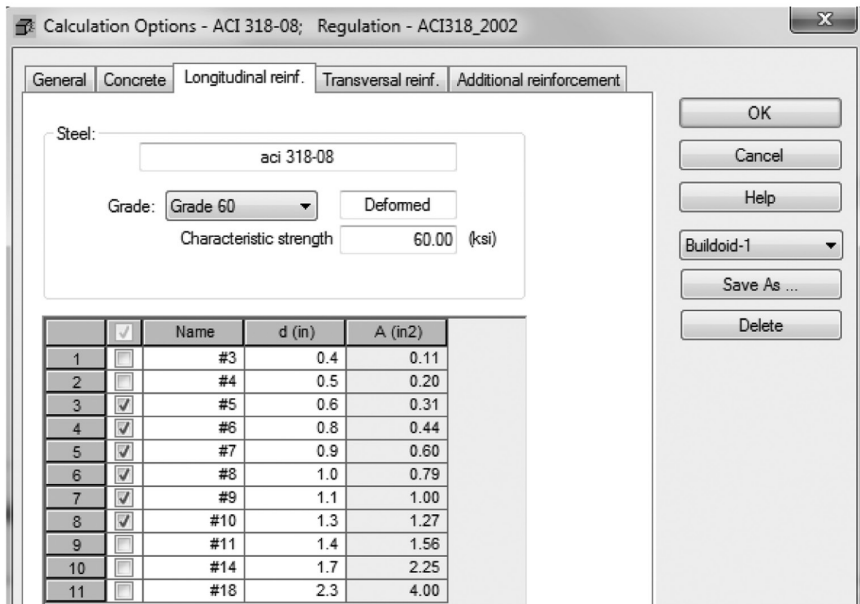 Calculation Options - ACI 318-08; Regulation - ACI318_2002
x
General Concrete Longitudinal reinf. Transversal reinf. Additional reinforcement
Steel:
aci 318-08
Grade: Grade 60 Deformed
Characteristic strength 60.00 (ksi)
OK
Cancel
Help
Buildoid-1
Save As ...
Delete
Name d (in) A (in2)
1 #3 0.4 0.11
2 #4 0.5 0.20
3 #5 0.6 0.31
4 #6 0.8 0.44
5 #7 0.9 0.60
6 #8 1.0 0.79
7 #9 1.1 1.00
8 #10 1.3 1.27
9 #11 1.4 1.56
10 #14 1.7 2.25
11 #18 2.3 4.00